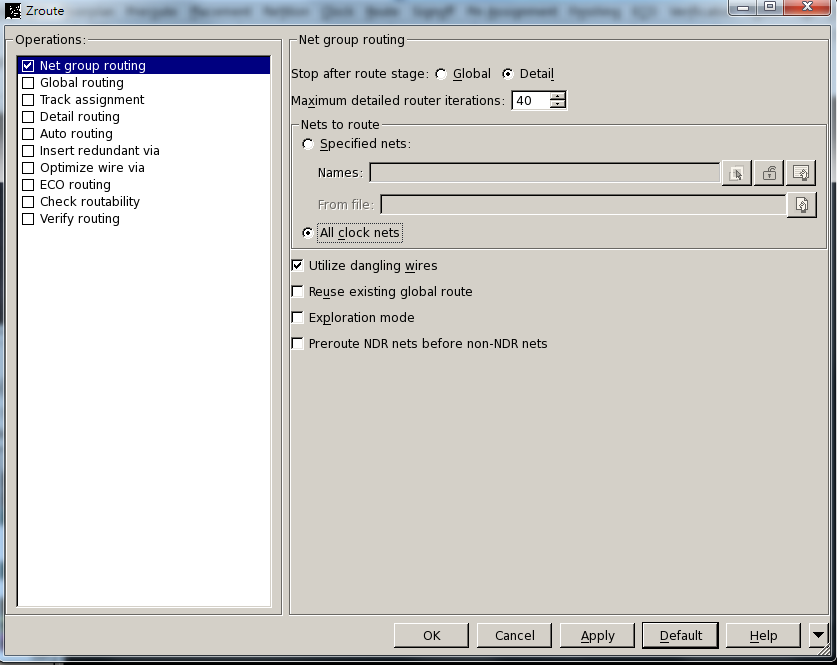 Zroute
Operations:
Net group routing
Global routing
Track assignment
Detail routing
Auto routing
Insert redundant via
Optimize wire via
ECO routing
Check routability
Verify routing
Net group routing
Stop after route stage: Global Detail
Maximum detailed router iterations: 40
Nets to route
Specified nets:
Names:
From file:
All clock nets
Utilize dangling wires
Reuse existing global route
Exploration mode
Preroute NDR nets before non-NDR nets
OK Cancel Apply Default Help